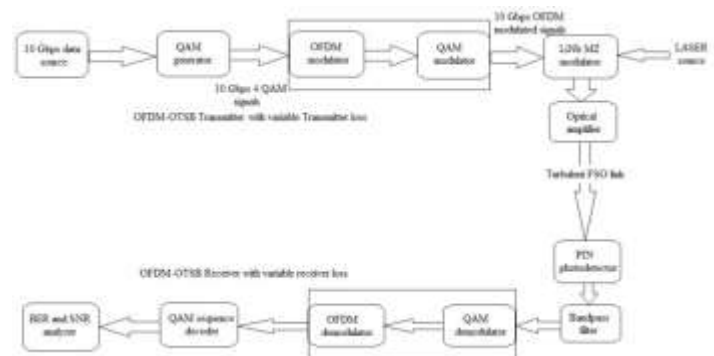 10 Gbps data
source
QAM
generator
OFDM
modulator
QAM
modulator
10 Gbps OFDM
modulated signals
LiNb MZ
modulator
LASER
source
10 Gbps 4 QAM
signals
OFDM-OTSB Transmitter with variable Transmitter loss
Optical
amplifier
Turbulent FSO link
PIN
photodetector
OFDM-OTSB Receiver with variable receiver loss
BER and SNR
analyzer
QAM sequence
decoder
OFDM
demodulator
QAM
demodulator
Bandpass
filter